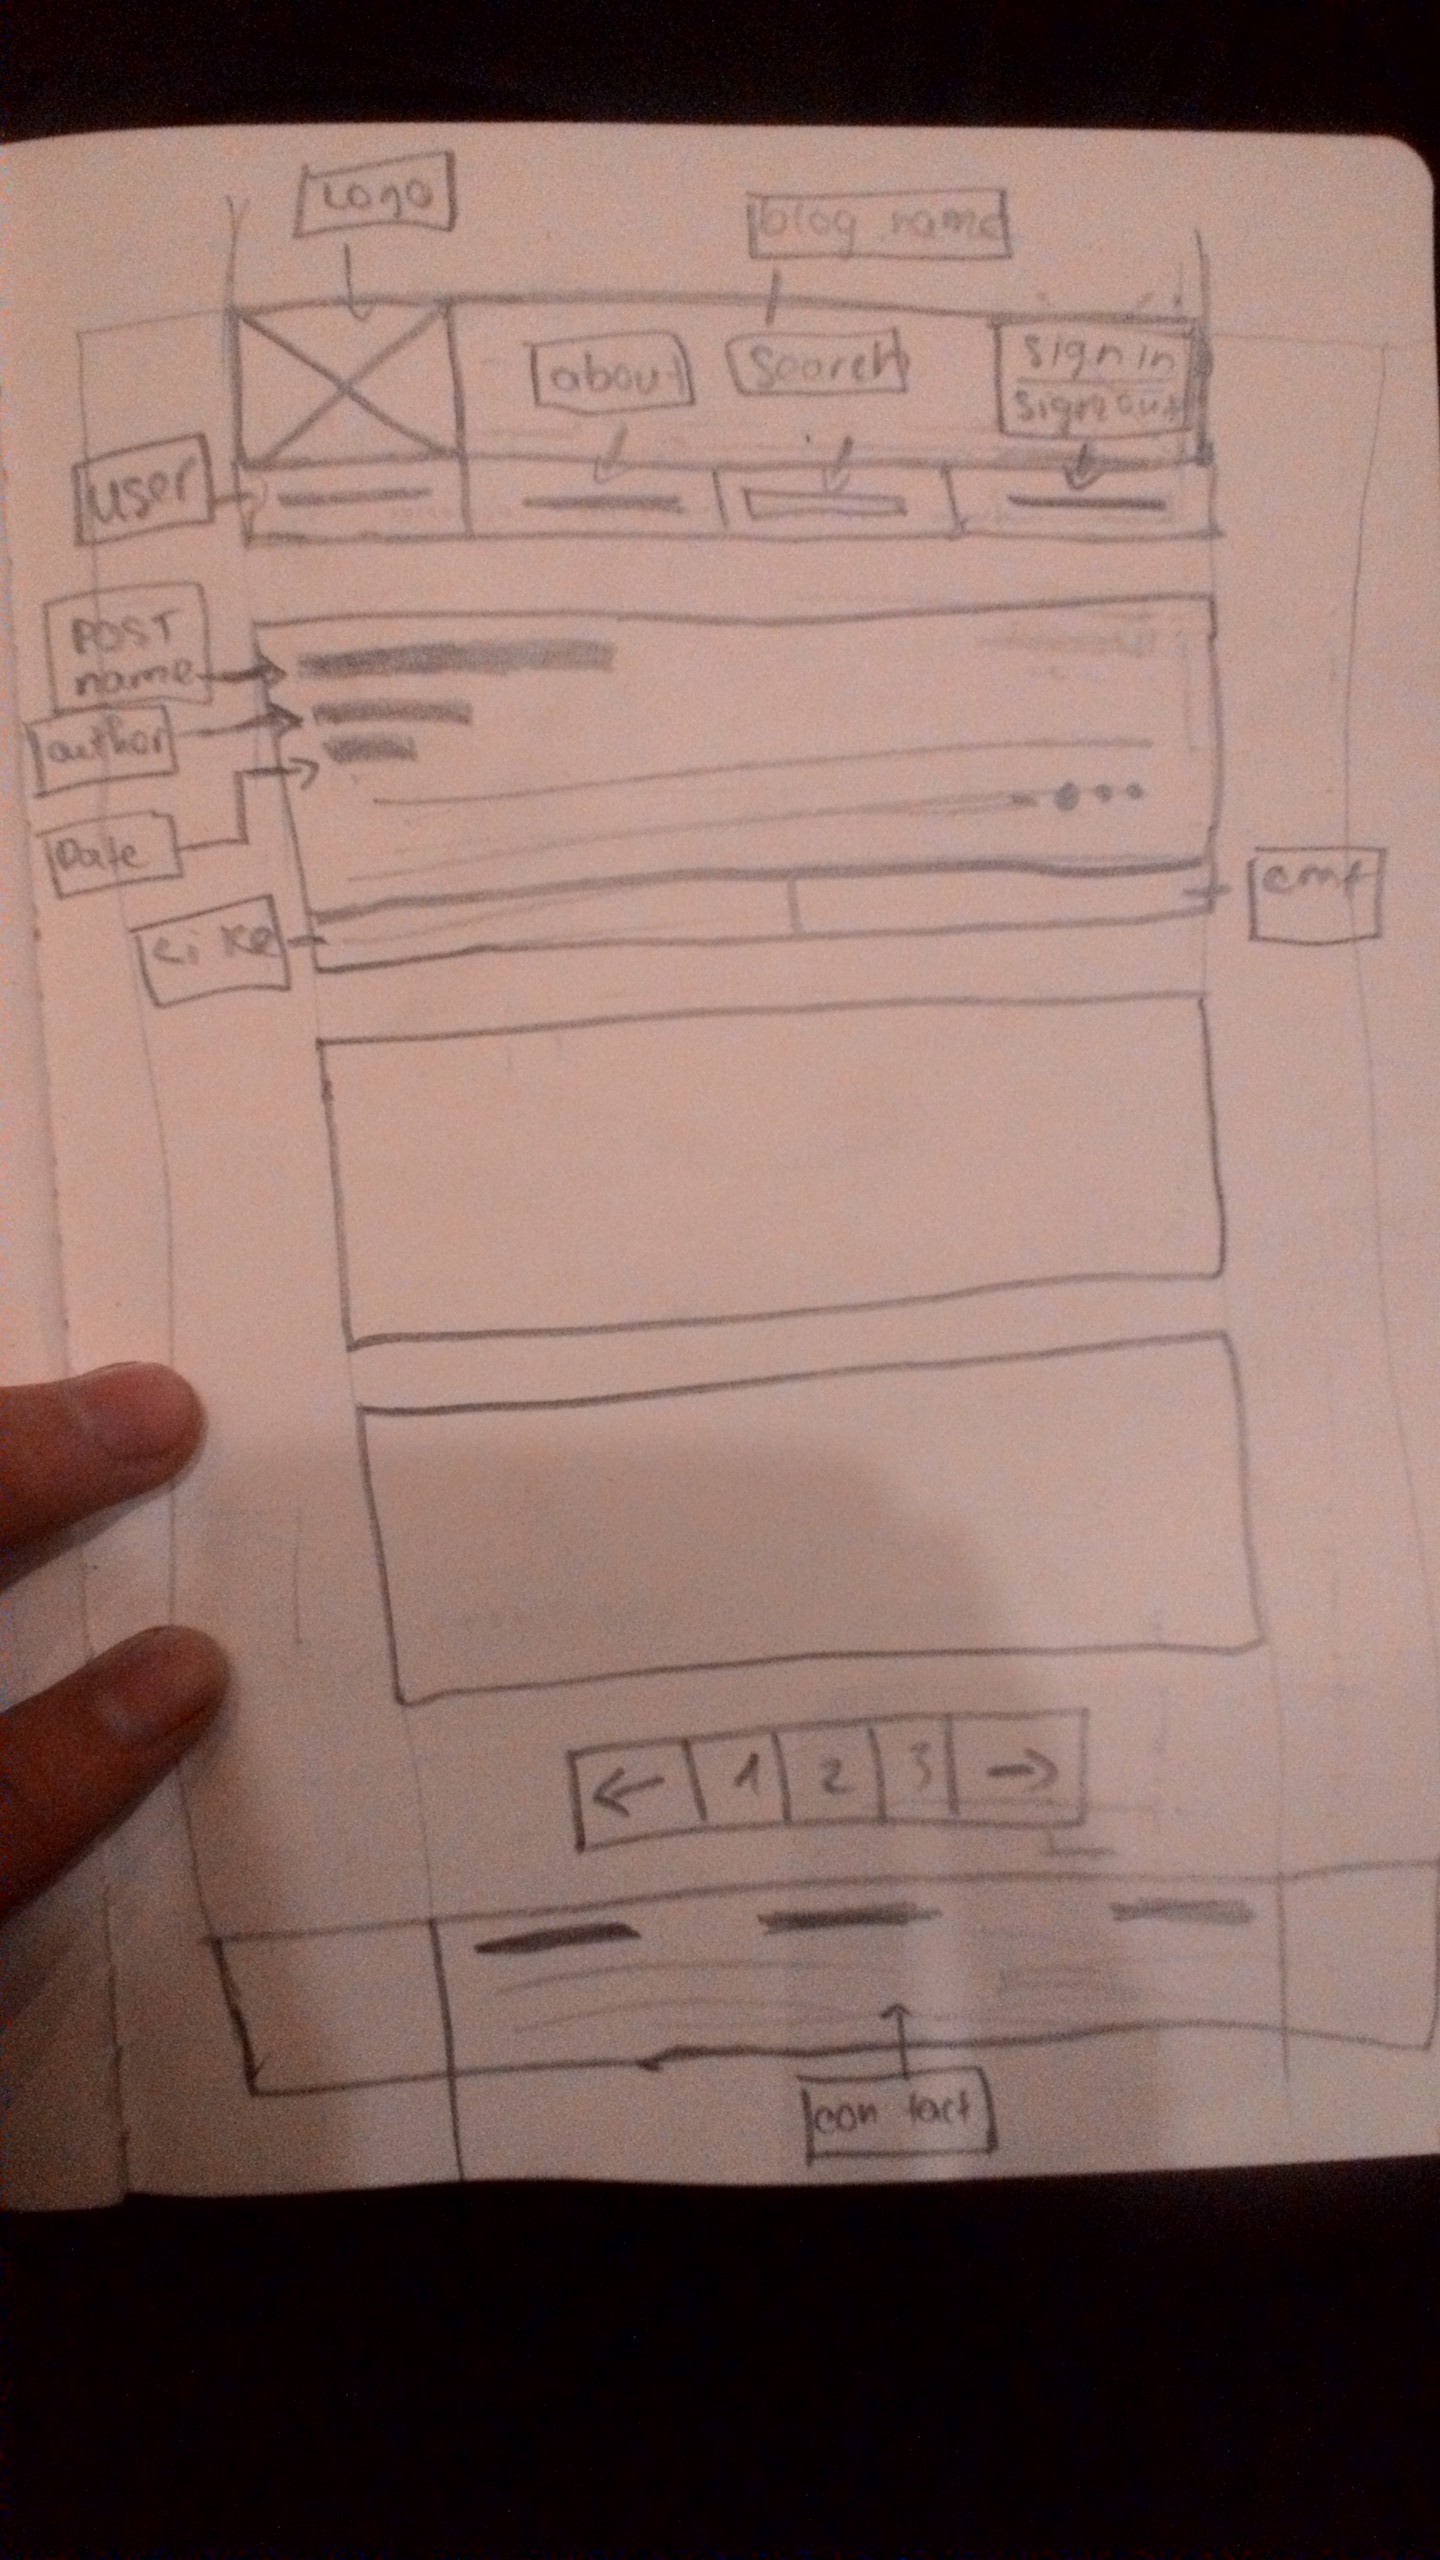 Logo
blog name
about
search
sign in
sign out
user
POST
name
author
Date
Like
cmt
← 1 2 3 →
contact